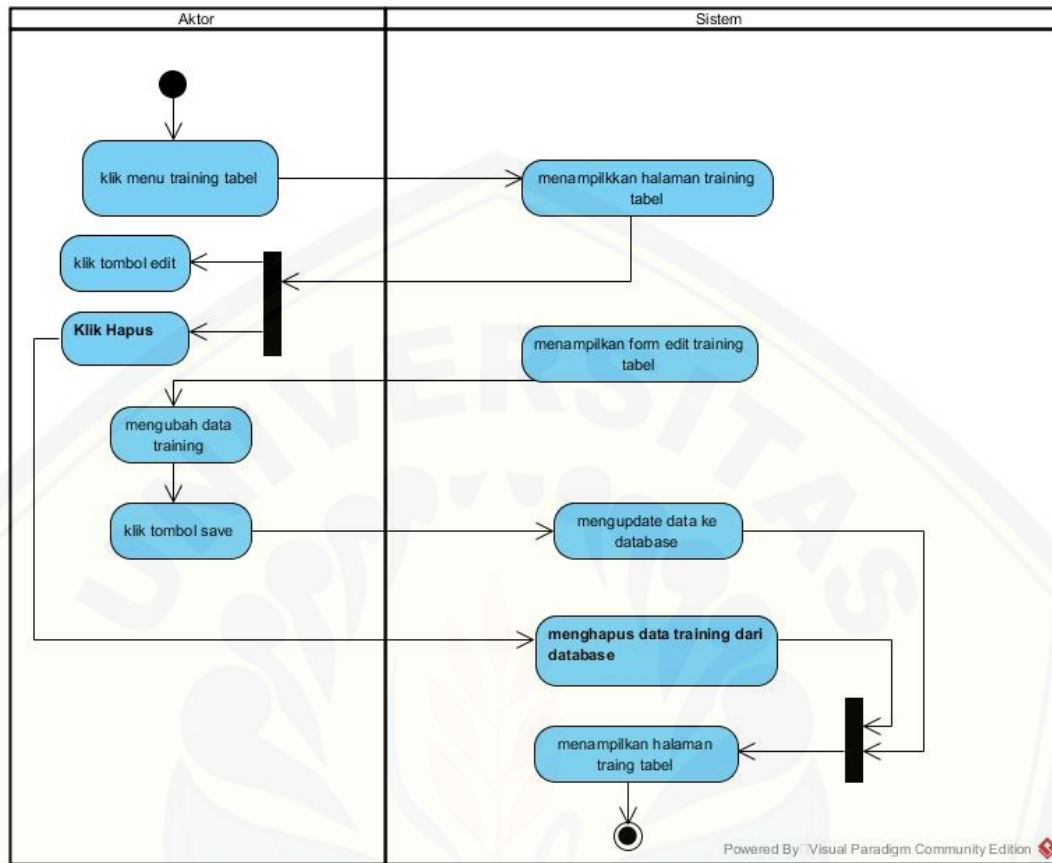 Aktor
Sistem
klik menu training tabel
menampilkkan halaman training
tabel
klik tombol edit
Klik Hapus
menampilkan form edit training
tabel
mengubah data
training
klik tombol save
mengupdate data ke
database
menghapus data training dari
database
menampilkan halaman
traing tabel
UNIVERSITAS
Powered By Visual Paradigm Community Edition